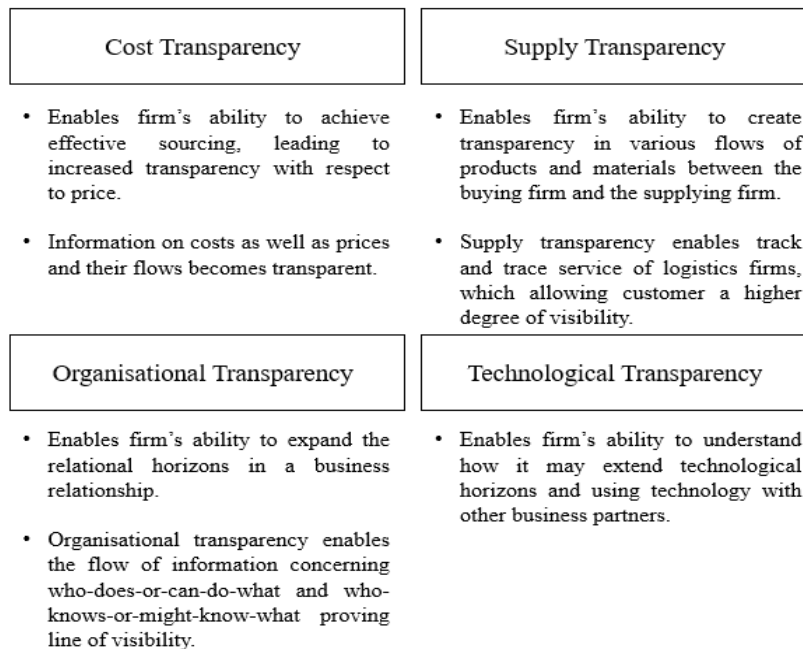 Cost Transparency
• Enables firm's ability to achieve
effective sourcing, leading to
increased transparency with respect
to price.
• Information on costs as well as prices
and their flows becomes transparent.
Supply Transparency
• Enables firm's ability to create
transparency in various flows of
products and materials between the
buying firm and the supplying firm.
• Supply transparency enables track
and trace service of logistics firms,
which allowing customer a higher
degree of visibility.
Organisational Transparency
• Enables firm's ability to expand the
relational horizons in a business
relationship.
• Organisational transparency enables
the flow of information concerning
who-does-or-can-do-what and who-
knows-or-might-know-what proving
line of visibility.
Technological Transparency
• Enables firm's ability to understand
how it may extend technological
horizons and using technology with
other business partners.